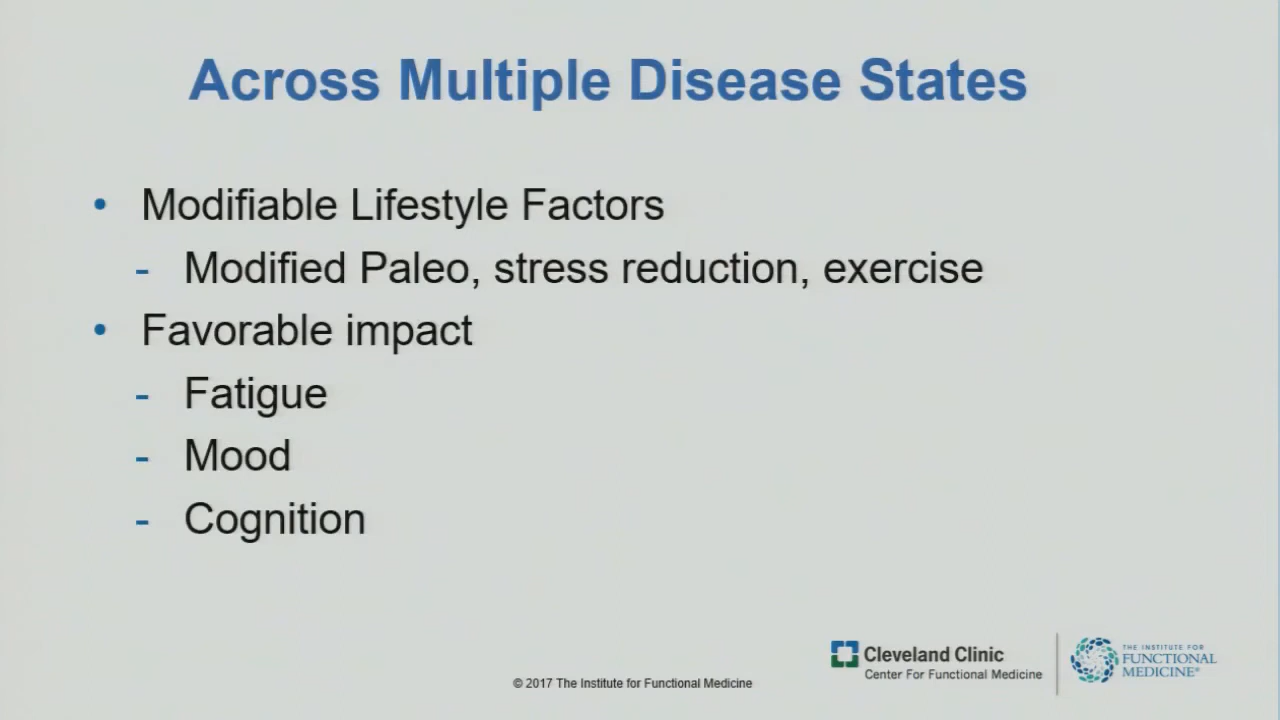 Across Multiple Disease States
• Modifiable Lifestyle Factors
- Modified Paleo, stress reduction, exercise
• Favorable impact
- Fatigue
- Mood
- Cognition
Cleveland Clinic
Center For Functional Medicine
THE INSTITUTE FOR
FUNCTIONAL
MEDICINE®
© 2017 The Institute for Functional Medicine